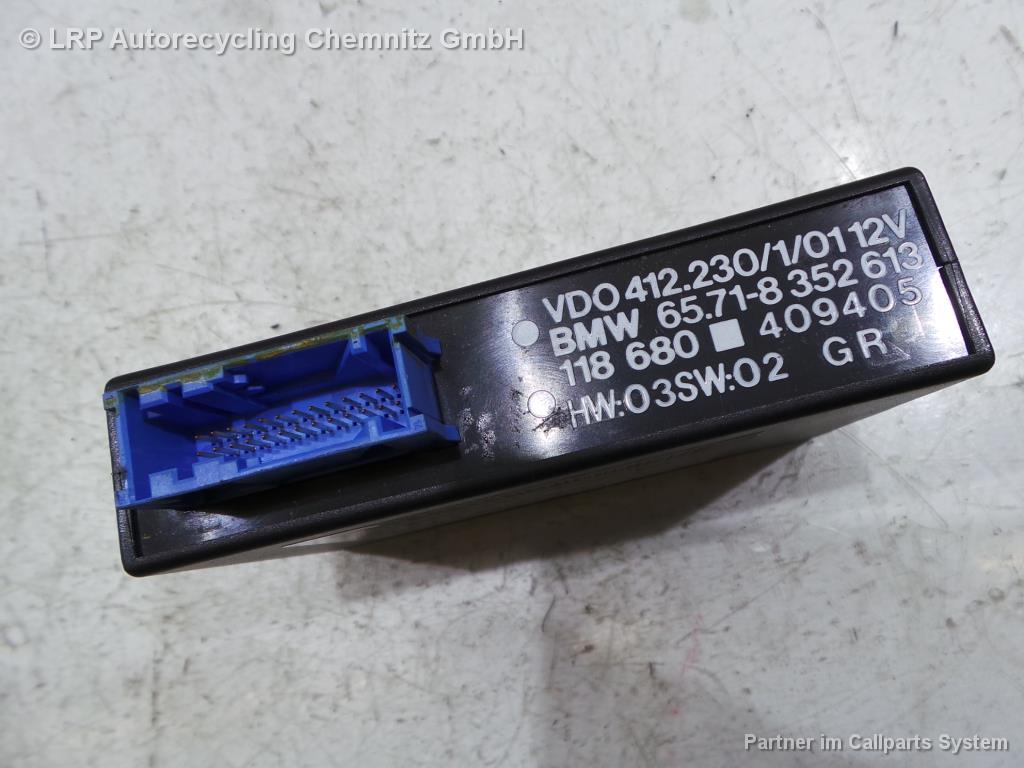 © LRP Autorecycling Chemnitz GmbH
VDO 412.230/1/01 12V
BMW 65.71-8 352 613
118 680 409405
HW:03SW:02 GR 1
Partner im Callparts System